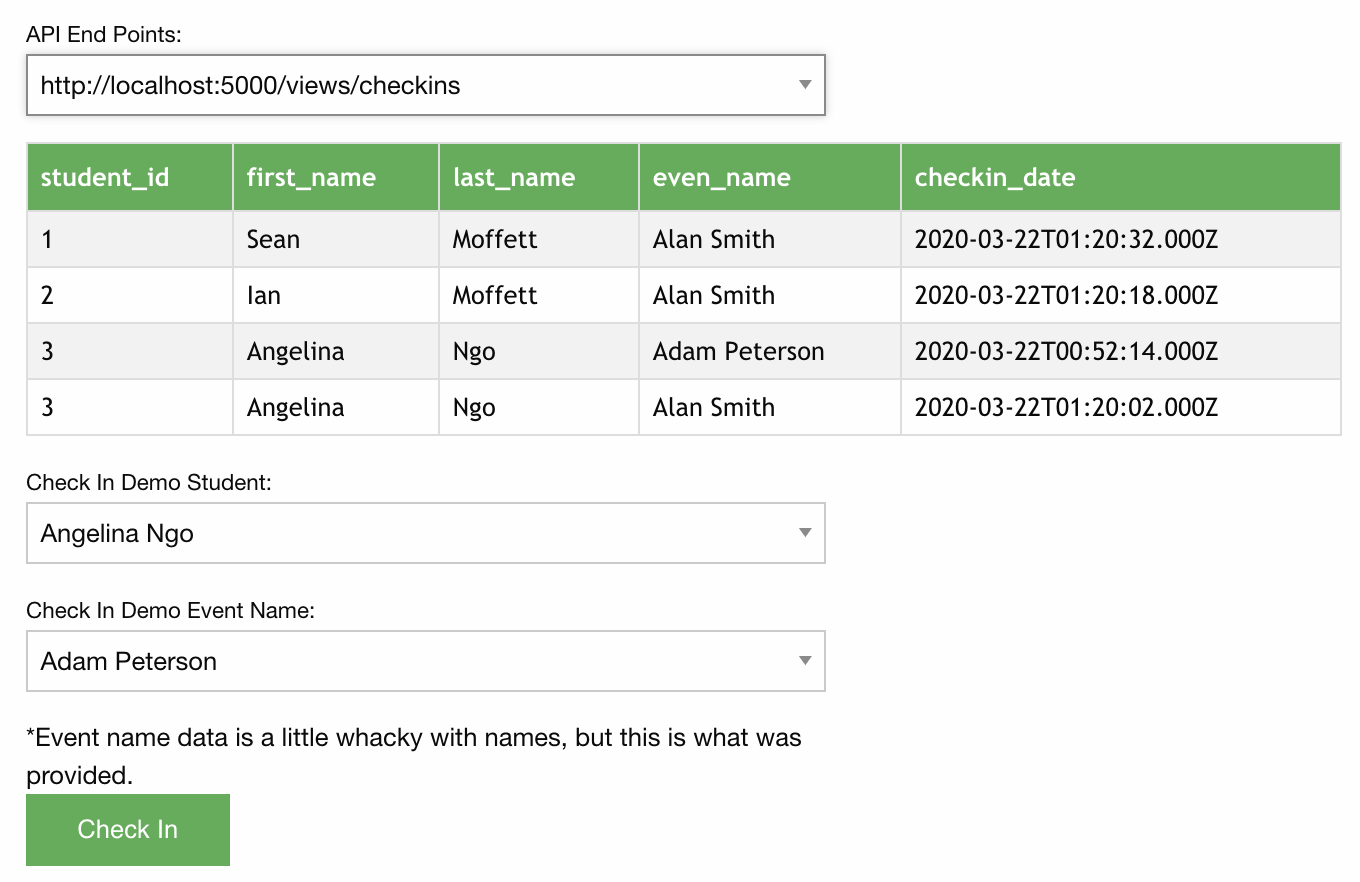 API End Points:
http://localhost:5000/views/checkins
student_id first_name last_name even_name checkin_date
1 Sean Moffett Alan Smith 2020-03-22T01:20:32.000Z
2 Ian Moffett Alan Smith 2020-03-22T01:20:18.000Z
3 Angelina Ngo Adam Peterson 2020-03-22T00:52:14.000Z
3 Angelina Ngo Alan Smith 2020-03-22T01:20:02.000Z
Check In Demo Student:
Angelina Ngo
Check In Demo Event Name:
Adam Peterson
*Event name data is a little whacky with names, but this is what was
provided.
Check In